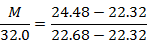 M/32.0 = (24.48 − 22.32)/(22.68 − 22.32)